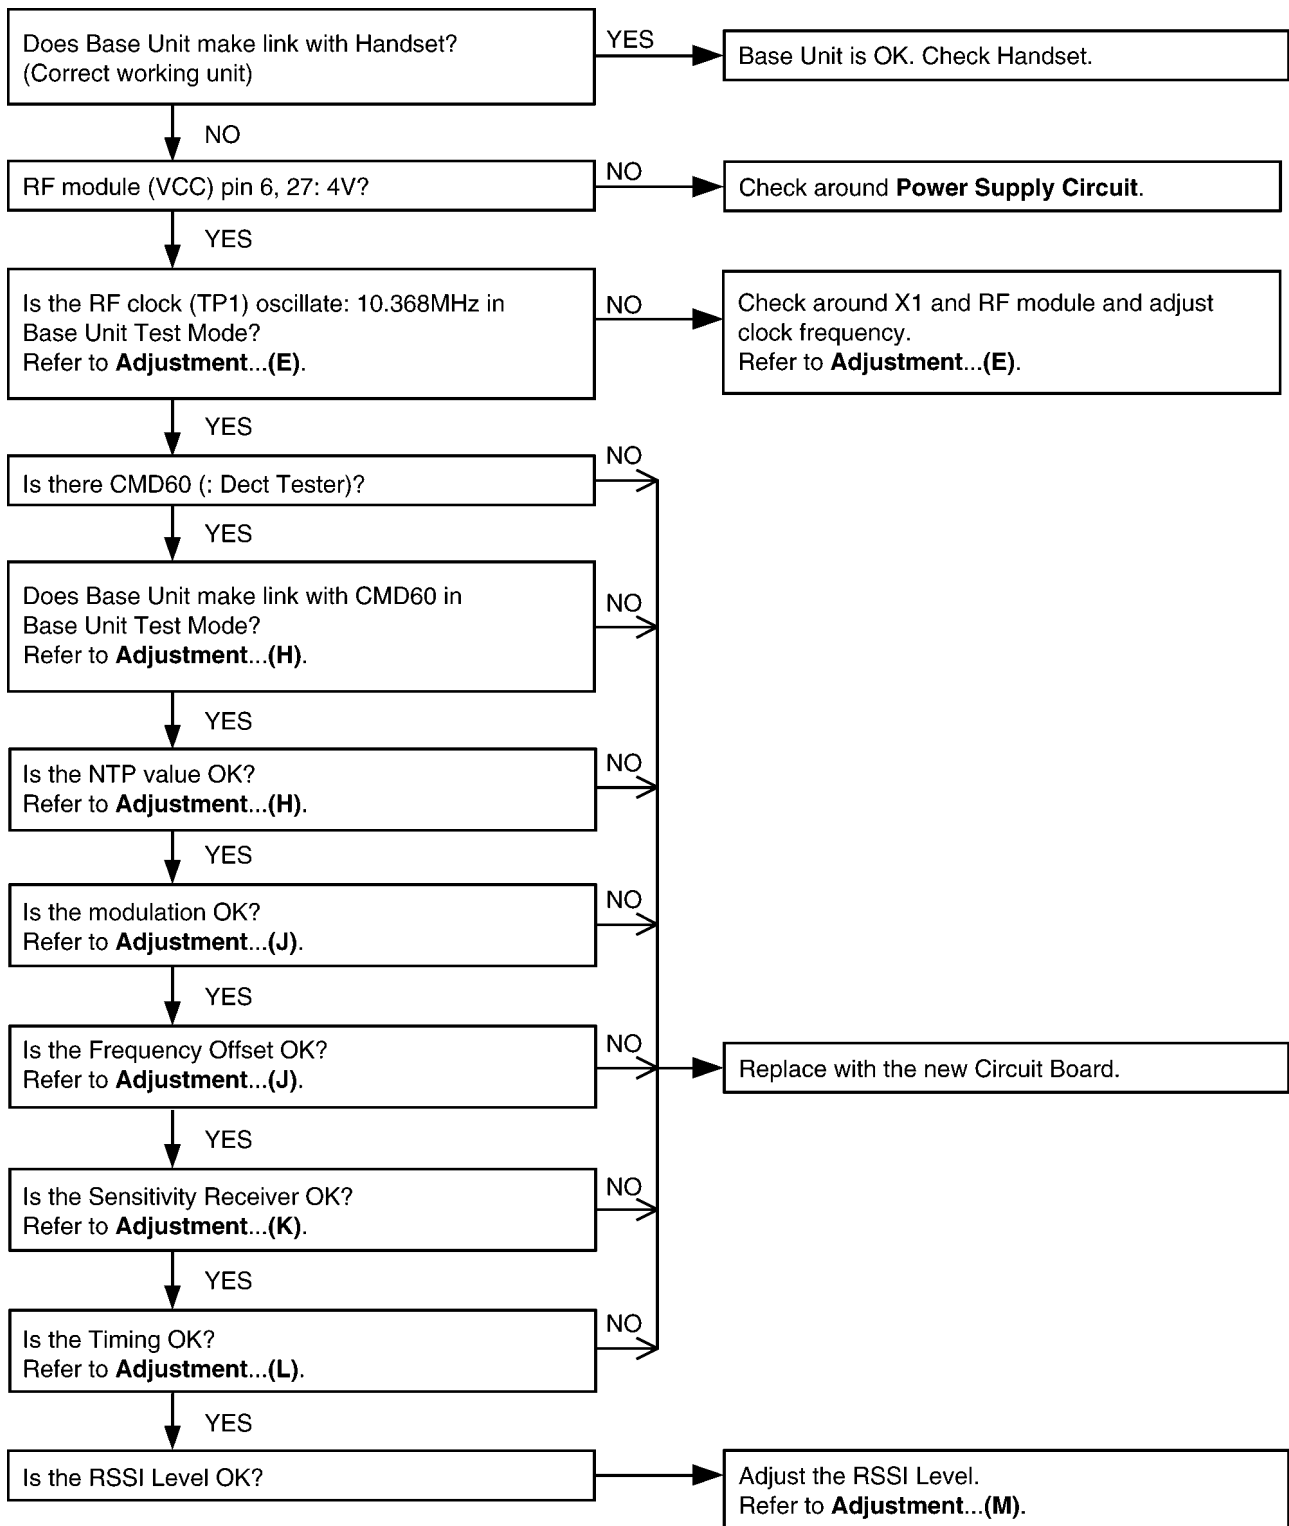 Does Base Unit make link with Handset?
(Correct working unit)
YES
Base Unit is OK. Check Handset.
NO
RF module (VCC) pin 6, 27: 4V?
NO
Check around Power Supply Circuit.
YES
Is the RF clock (TP1) oscillate: 10.368MHz in
Base Unit Test Mode?
Refer to Adjustment...(E).
NO
Check around X1 and RF module and adjust
clock frequency.
Refer to Adjustment...(E).
YES
Is there CMD60 (: Dect Tester)?
NO
YES
Does Base Unit make link with CMD60 in
Base Unit Test Mode?
Refer to Adjustment...(H).
NO
YES
Is the NTP value OK?
Refer to Adjustment...(H).
NO
YES
Is the modulation OK?
Refer to Adjustment...(J).
NO
YES
Is the Frequency Offset OK?
Refer to Adjustment...(J).
NO
Replace with the new Circuit Board.
YES
Is the Sensitivity Receiver OK?
Refer to Adjustment...(K).
NO
YES
Is the Timing OK?
Refer to Adjustment...(L).
NO
YES
Is the RSSI Level OK?
Adjust the RSSI Level.
Refer to Adjustment...(M).